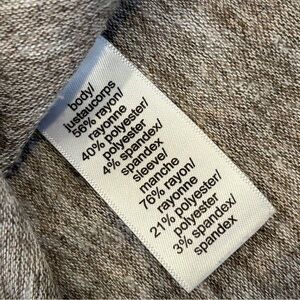 body/
justaucorps
56% rayon/
rayonne
40% polyester/
polyester
4% spandex/
spandex
sleeve/
manche
76% rayon/
rayonne
21% polyester/
polyester
3% spandex/
spandex